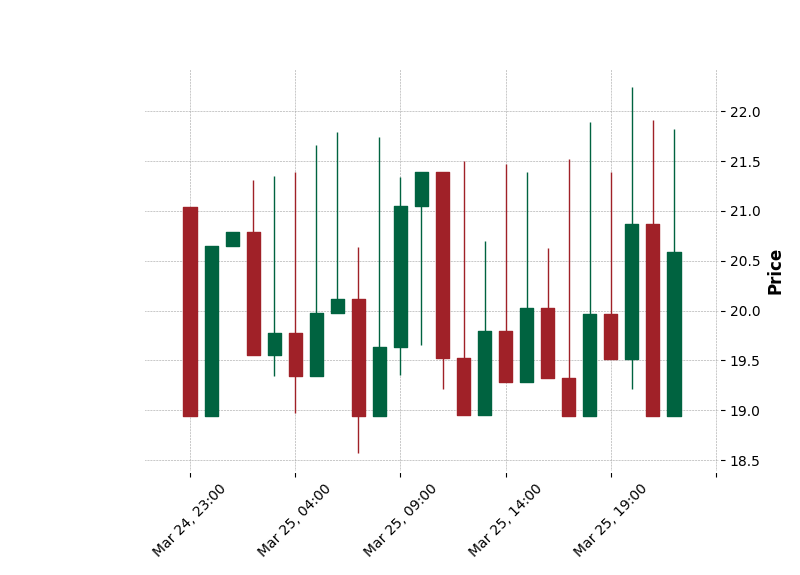 22.0
21.5
21.0
20.5
20.0
19.5
19.0
18.5
Price
Mar 24, 23:00
Mar 25, 04:00
Mar 25, 09:00
Mar 25, 14:00
Mar 25, 19:00